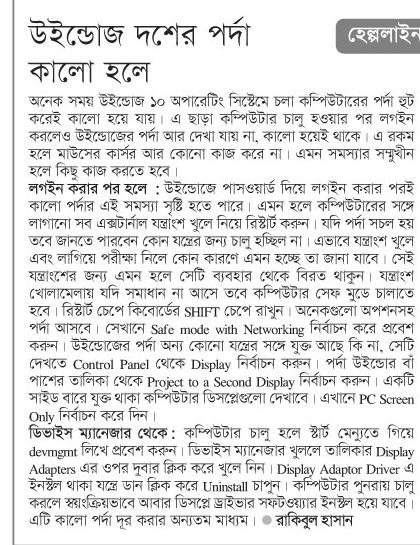 উইন্ডোজ দশের পর্দা
কালো হলে
হেল্পলাইন
অনেক সময় উইন্ডোজ ১০ অপারেটিং সিস্টেমে চলা কম্পিউটারের পর্দা হুট
করেই কালো হয়ে যায়। এ ছাড়া কম্পিউটার চালু হওয়ার পর লগইন
করলেও উইন্ডোজের পর্দা আর দেখা যায় না, কালো হয়েই থাকে। এ রকম
হলে মাউসের কার্সর আর কোনো কাজ করে না। এমন সমস্যার সম্মুখীন
হলে কিছু কাজ করতে হবে।
লগইন করার পর হলে : উইন্ডোজে পাসওয়ার্ড দিয়ে লগইন করার পরই
কালো পর্দার এই সমস্যা সৃষ্টি হতে পারে। এমন হলে কম্পিউটারের সঙ্গে
লাগানো সব এক্সটার্নাল যন্ত্রাংশ খুলে নিয়ে রিস্টার্ট করুন। যদি পর্দা সচল হয়
তবে জানতে পারবেন কোন যন্ত্রের জন্য চালু হচ্ছিল না। এভাবে যন্ত্রাংশ খুলে
এবং লাগিয়ে পরীক্ষা নিলে কোন কারণে এমন হচ্ছে তা জানা যাবে। সেই
যন্ত্রাংশের জন্য এমন হলে সেটি ব্যবহার থেকে বিরত থাকুন। যন্ত্রাংশ
খোলামেলায় যদি সমাধান না আসে তবে কম্পিউটার সেফ মুডে চালাতে
হবে। রিস্টার্ট চেপে কিবোর্ডের SHIFT চেপে রাখুন। অনেকগুলো অপশনসহ
পর্দা আসবে। সেখানে Safe mode with Networking নির্বাচন করে প্রবেশ
করুন। উইন্ডোজের পর্দা অন্য কোনো যন্ত্রের সঙ্গে যুক্ত আছে কি না, সেটি
দেখতে Control Panel থেকে Display নির্বাচন করুন। পর্দা উইন্ডোর বাঁ
পাশের তালিকা থেকে Project to a Second Display নির্বাচন করুন। একটি
সাইড বারে যুক্ত থাকা কম্পিউটার ডিসপ্লেগুলো দেখাবে। এখানে PC Screen
Only নির্বাচন করে দিন।
ডিভাইস ম্যানেজার থেকে : কম্পিউটার চালু হলে স্টার্ট মেন্যুতে গিয়ে
devmgmt লিখে প্রবেশ করুন। ডিভাইস ম্যানেজার খুললে তালিকার Display
Adapters এর ওপর দুবার ক্লিক করে খুলে নিন। Display Adaptor Driver এ
ইনস্টল থাকা যন্ত্রে ডান ক্লিক করে Uninstall চাপুন। কম্পিউটার পুনরায় চালু
করলে স্বয়ংক্রিয়ভাবে আবার ডিসপ্লে ড্রাইভার সফটওয়্যার ইনস্টল হয়ে যাবে।
এটি কালো পর্দা দূর করার অন্যতম মাধ্যম। ● রাকিবুল হাসান